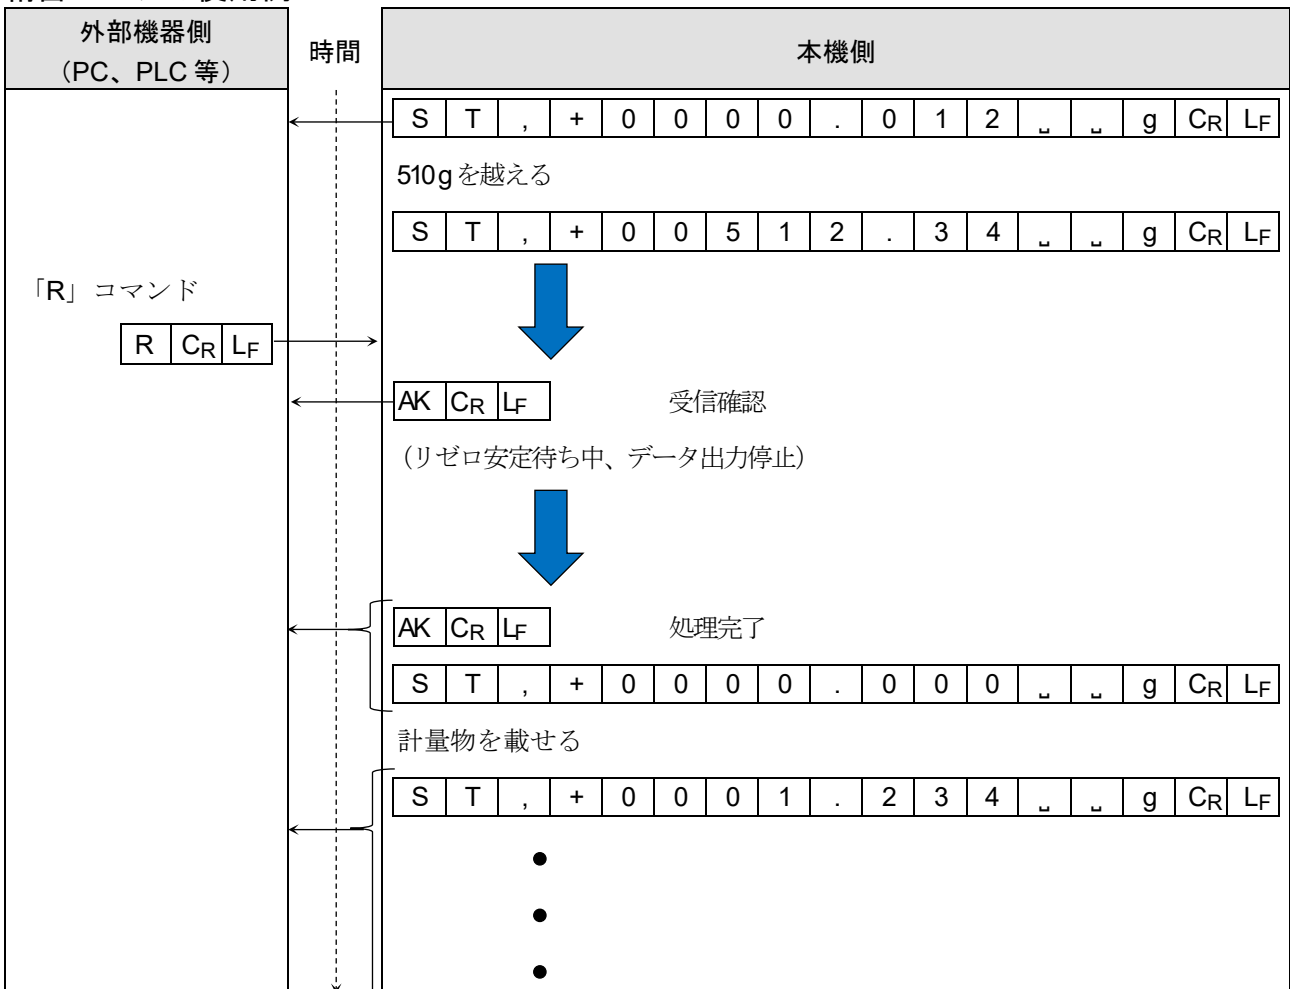 外部機器側
（PC、PLC 等）
時間
本機側
S T , + 0 0 0 0 . 0 1 2 ␣ ␣ g CR LF
510gを越える
S T , + 0 0 5 1 2 . 3 4 ␣ ␣ g CR LF
「R」コマンド
R CR LF
AK CR LF 受信確認
（リゼロ安定待ち中、データ出力停止）
AK CR LF 処理完了
S T , + 0 0 0 0 . 0 0 0 ␣ ␣ g CR LF
計量物を載せる
S T , + 0 0 0 1 . 2 3 4 ␣ ␣ g CR LF